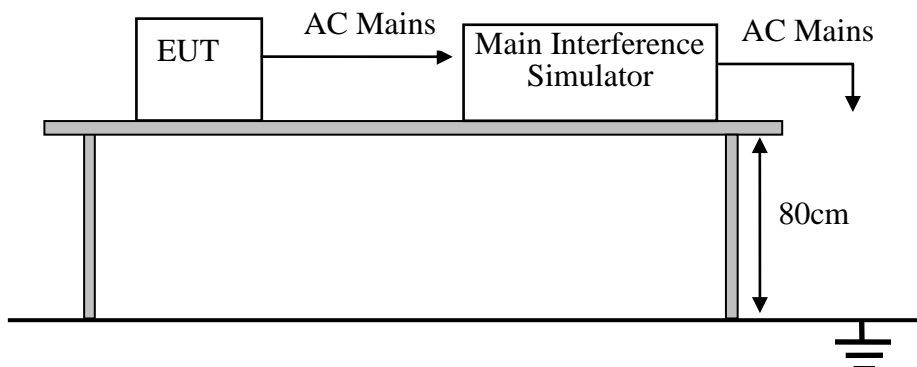 AC Mains
EUT
Main Interference
Simulator
AC Mains
80cm